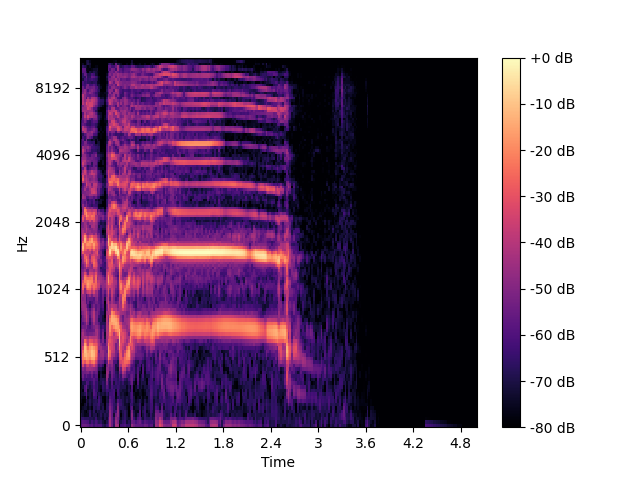 +0 dB
8192
-10 dB
4096
-20 dB
-30 dB
2048
Hz
-40 dB
1024
-50 dB
512
-60 dB
-70 dB
0
-80 dB
0 0.6 1.2 1.8 2.4 3 3.6 4.2 4.8
Time